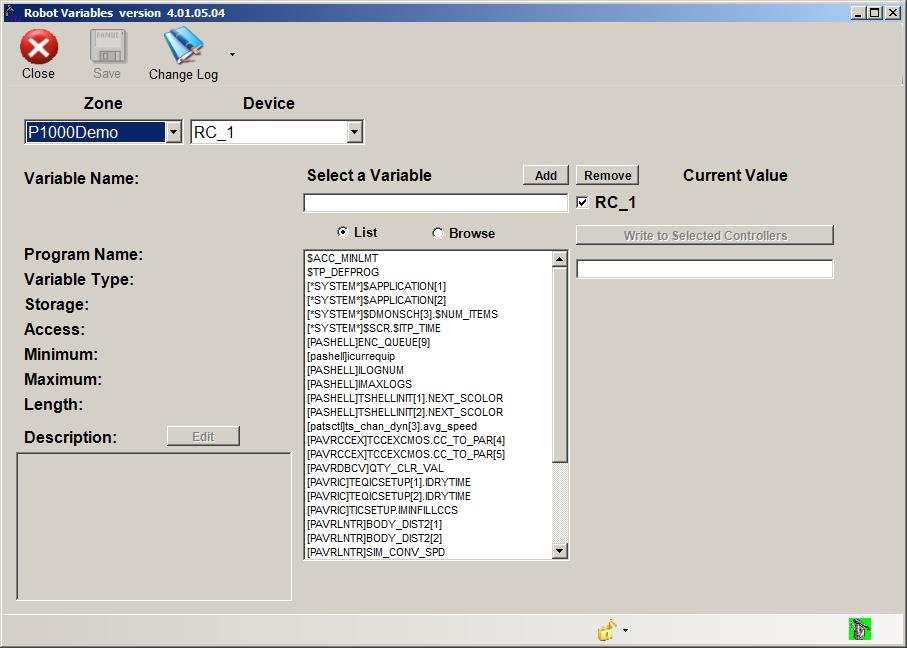 Robot Variables version 4.01.05.04
Close
FANUC
Save
Change Log
Zone
Device
P1000Demo
RC_1
Variable Name:
Select a Variable
Add
Remove
Current Value
RC_1
List
Browse
Write to Selected Controllers
Program Name:
Variable Type:
Storage:
Access:
Minimum:
Maximum:
Length:
Description:
Edit
$ACC_MINLMT
$TP_DEFPROG
[*SYSTEM*]$APPLICATION[1]
[*SYSTEM*]$APPLICATION[2]
[*SYSTEM*]$DMONSCH[3].$NUM_ITEMS
[*SYSTEM*]$SCR.$ITP_TIME
[PASHELL]ENC_QUEUE[9]
[pashell]icurrequip
[PASHELL]ILOGNUM
[PASHELL]IMAXLOGS
[PASHELL]TSHELLINIT[1].NEXT_SCOLOR
[PASHELL]TSHELLINIT[2].NEXT_SCOLOR
[patsctl]ts_chan_dyn[3].avg_speed
[PAVRCCEX]TCCEXCMOS.CC_TO_PAR[4]
[PAVRCCEX]TCCEXCMOS.CC_TO_PAR[5]
[PAVRDBCV]QTY_CLR_VAL
[PAVRIC]TEQICSETUP[1].IDRYTIME
[PAVRIC]TEQICSETUP[2].IDRYTIME
[PAVRIC]TICSETUP.IMINFILLCCS
[PAVRLNTR]BODY_DIST2[1]
[PAVRLNTR]BODY_DIST2[2]
[PAVRLNTR]SIM_CONV_SPD